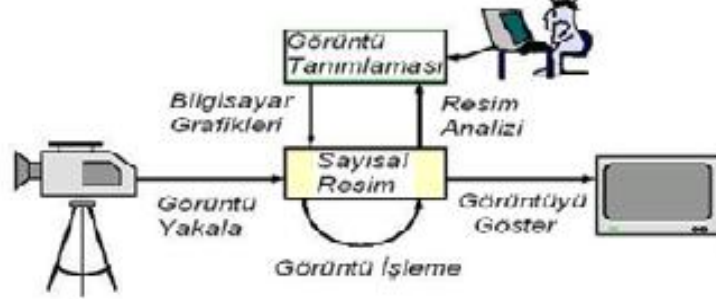 Görüntü
Tanımlaması
Bilgisayar
Grafikleri
Resim
Analizi
Sayısal
Resim
Görüntü
Yakala
Görüntüyü
Göster
Görüntü İşleme